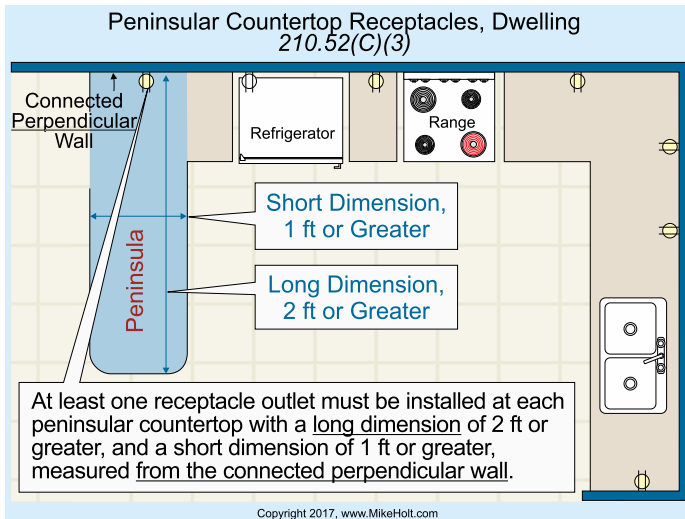 Peninsular Countertop Receptacles, Dwelling
210.52(C)(3)
Connected
Perpendicular
Wall
Refrigerator
Range
Short Dimension,
1 ft or Greater
Peninsula
Long Dimension,
2 ft or Greater
At least one receptacle outlet must be installed at each
peninsular countertop with a long dimension of 2 ft or
greater, and a short dimension of 1 ft or greater,
measured from the connected perpendicular wall.
Copyright 2017, www.MikeHolt.com